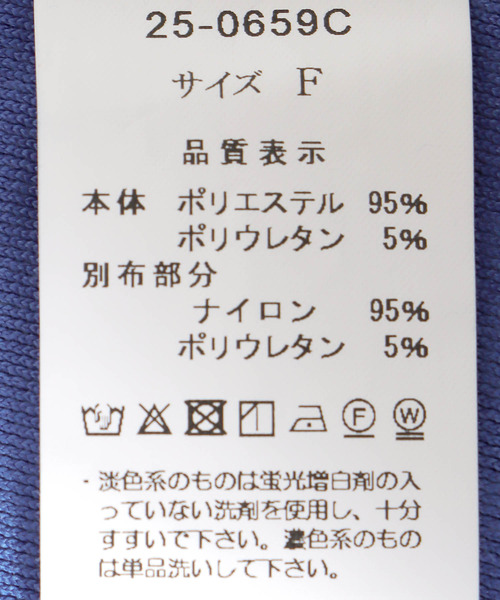 25-0659C
サイズ F
品質表示
本体 ポリエステル 95%
ポリウレタン 5%
別布部分
ナイロン 95%
ポリウレタン 5%
F W
・淡色系のものは蛍光増白剤の入
っていない洗剤を使用し、十分
すすいで下さい。濃色系のもの
は単品洗いして下さい。